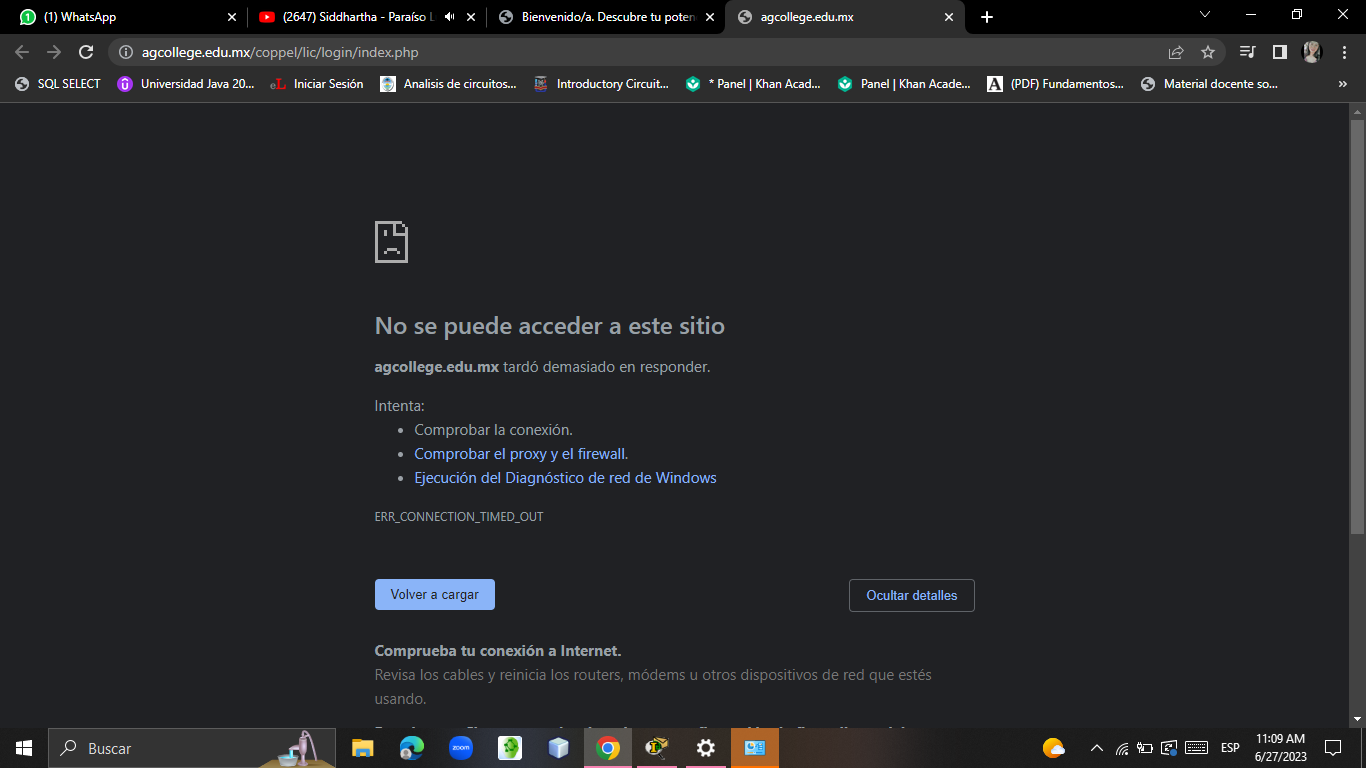 (1) WhatsApp
(2647) Siddhartha - Paraíso L
Bienvenido/a. Descubre tu poten
agcollege.edu.mx
agcollege.edu.mx/coppel/lic/login/index.php
SQL SELECT
Universidad Java 20...
eL Iniciar Sesión
Analisis de circuitos...
Introductory Circuit...
* Panel | Khan Acad...
Panel | Khan Acade...
A (PDF) Fundamentos...
Material docente so...
»
No se puede acceder a este sitio
agcollege.edu.mx tardó demasiado en responder.
Intenta:
• Comprobar la conexión.
• Comprobar el proxy y el firewall.
• Ejecución del Diagnóstico de red de Windows
ERR_CONNECTION_TIMED_OUT
Volver a cargar
Ocultar detalles
Comprueba tu conexión a Internet.
Revisa los cables y reinicia los routers, módems u otros dispositivos de red que estés
usando.
Buscar
zoom
ESP
11:09 AM
6/27/2023